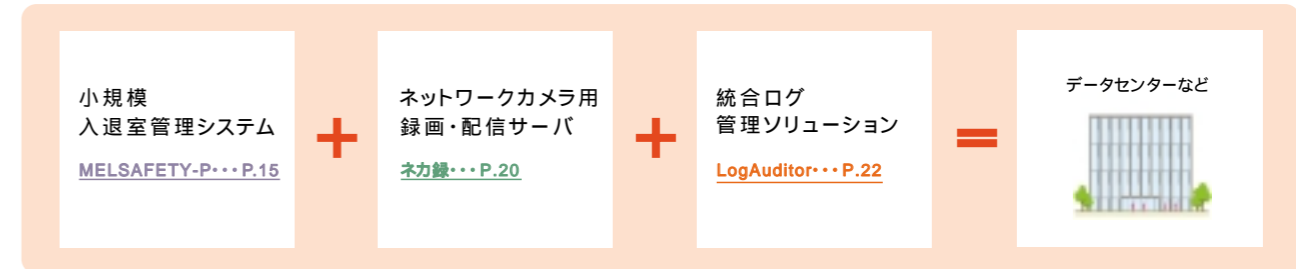 小規模
入退室管理システム
MELSAFETY-P・・・P.15
+
ネットワークカメラ用
録画・配信サーバ
ネカ録・・・P.20
+
統合ログ
管理ソリューション
LogAuditor・・・P.22
=
データセンターなど